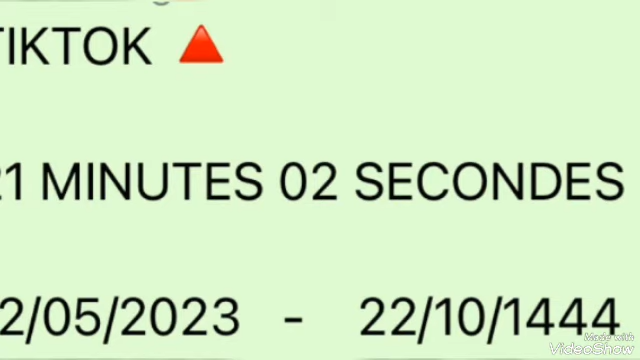 TIKTOK 🔺
21 MINUTES 02 SECONDES
2/05/2023 - 22/10/1444
Made with
VideoShow